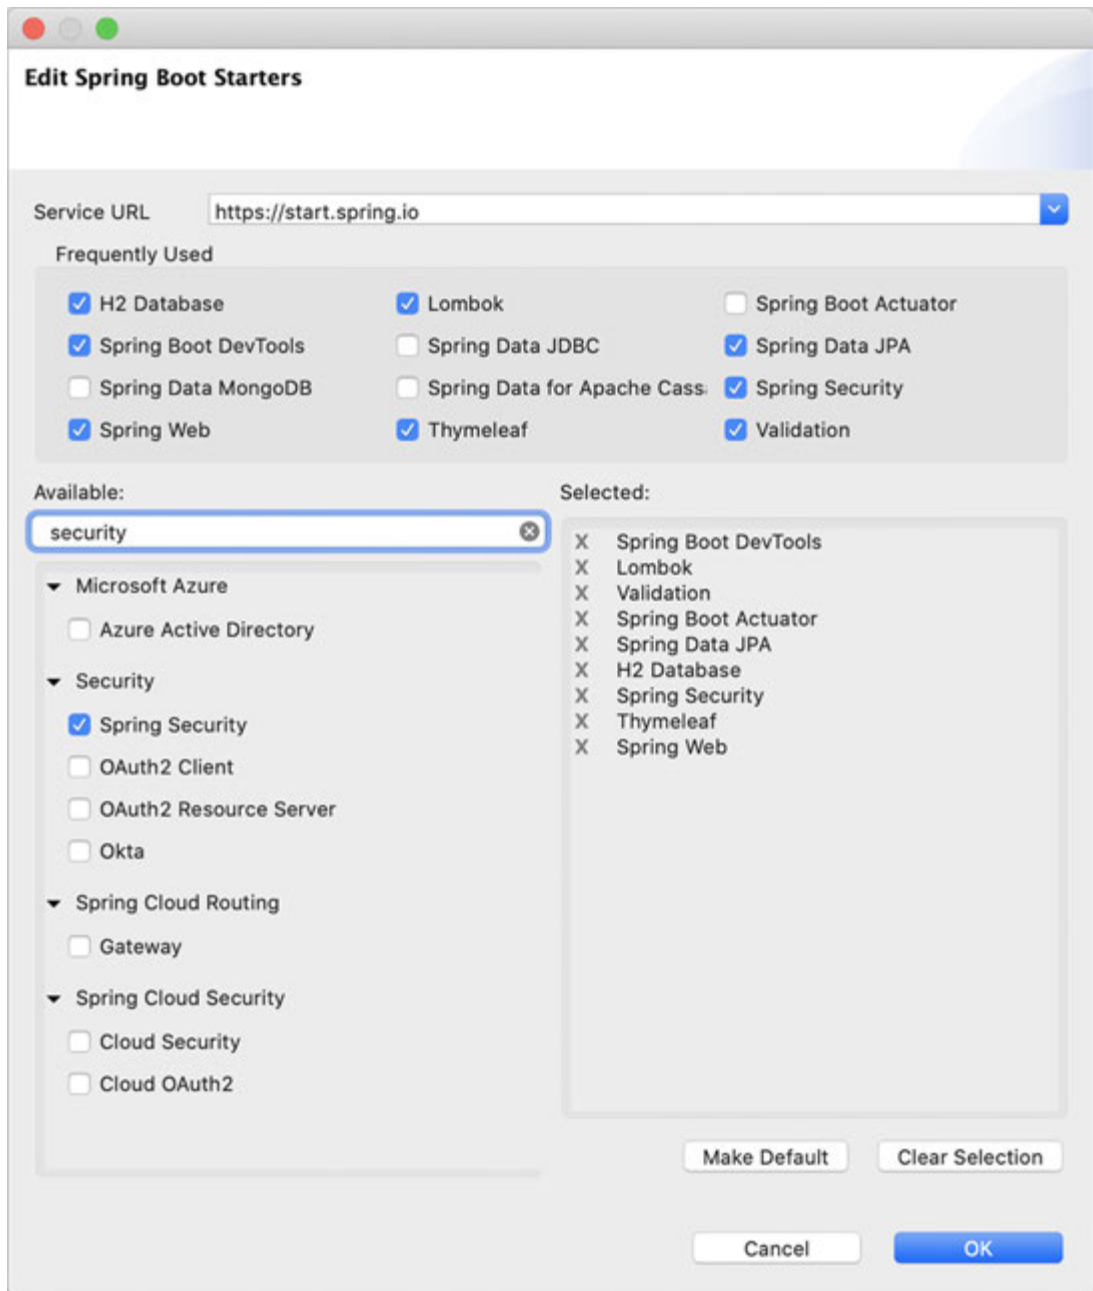 Edit Spring Boot Starters
Service URL https://start.spring.io
Frequently Used
H2 Database Lombok Spring Boot Actuator
Spring Boot DevTools Spring Data JDBC Spring Data JPA
Spring Data MongoDB Spring Data for Apache Cass Spring Security
Spring Web Thymeleaf Validation
Available:
security
Microsoft Azure
Azure Active Directory
Security
Spring Security
OAuth2 Client
OAuth2 Resource Server
Okta
Spring Cloud Routing
Gateway
Spring Cloud Security
Cloud Security
Cloud OAuth2
Selected:
X Spring Boot DevTools
X Lombok
X Validation
X Spring Boot Actuator
X Spring Data JPA
X H2 Database
X Spring Security
X Thymeleaf
X Spring Web
Make Default Clear Selection
Cancel OK